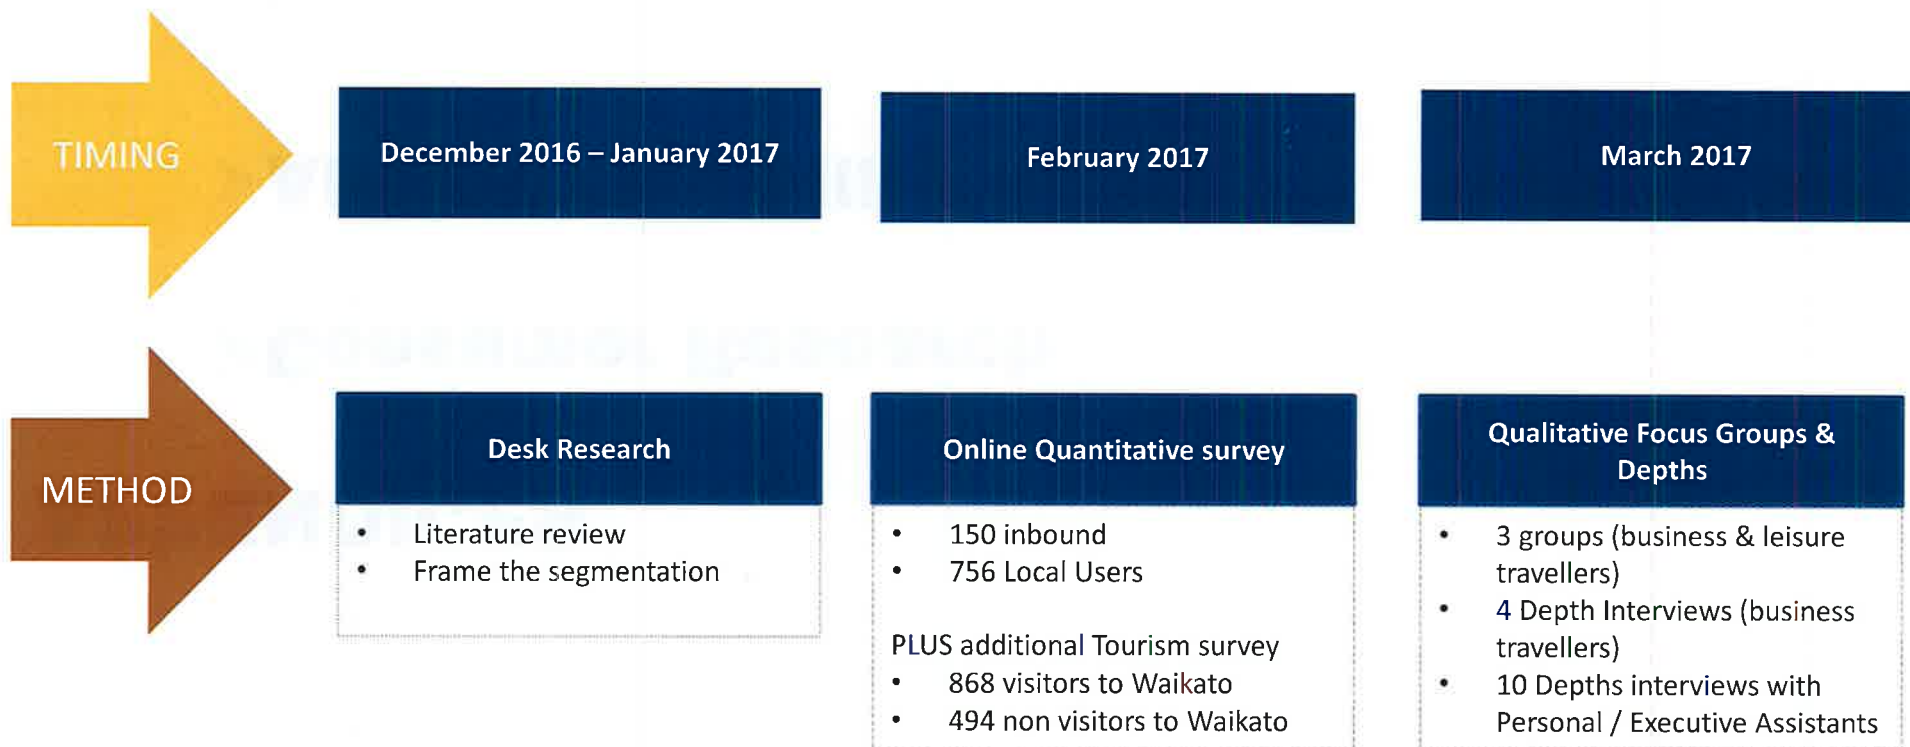 TIMING
December 2016 – January 2017
February 2017
March 2017
METHOD
Desk Research
• Literature review
• Frame the segmentation
Online Quantitative survey
• 150 inbound
• 756 Local Users
PLUS additional Tourism survey
• 868 visitors to Waikato
• 494 non visitors to Waikato
Qualitative Focus Groups &
Depths
• 3 groups (business & leisure
travellers)
• 4 Depth Interviews (business
travellers)
• 10 Depths interviews with
Personal / Executive Assistants